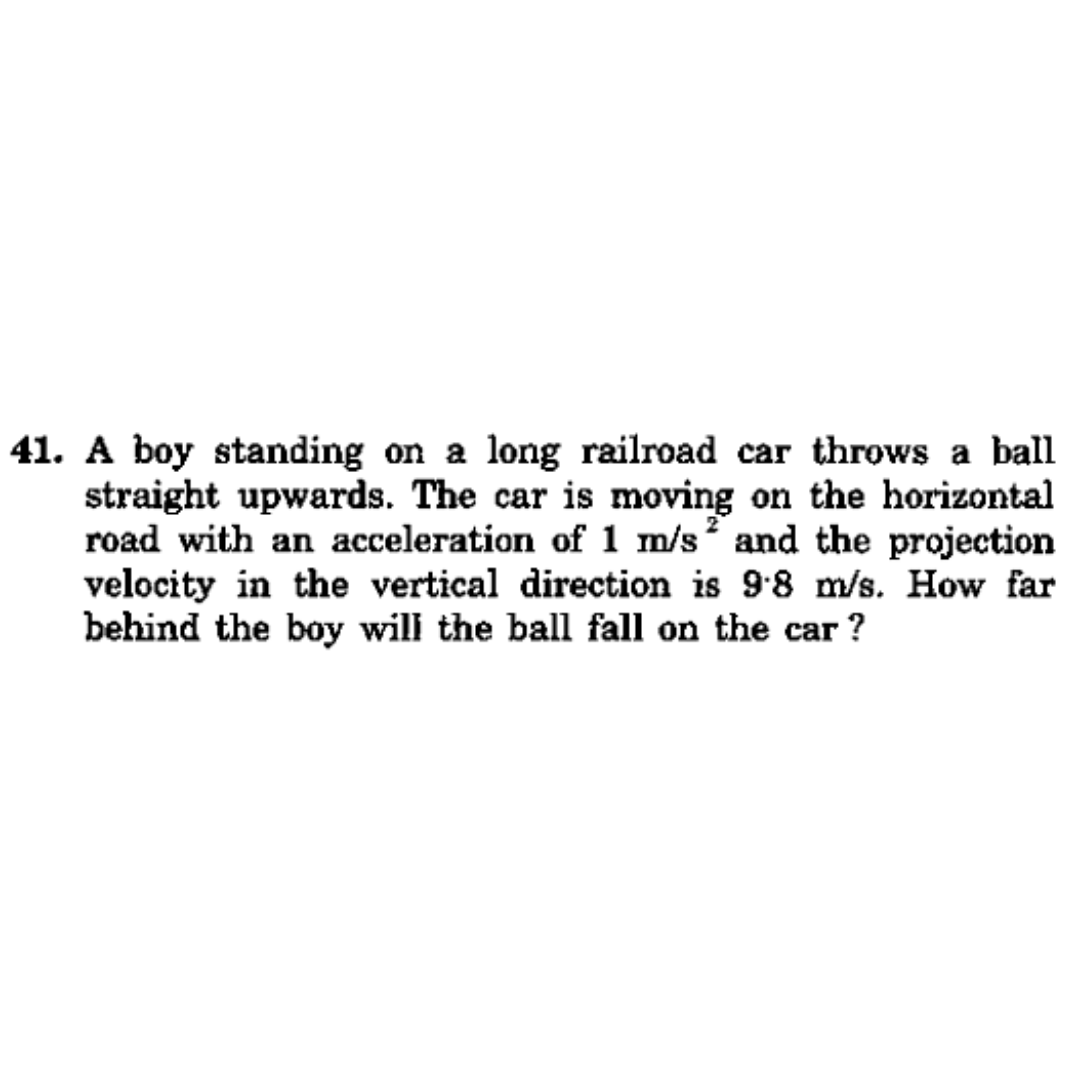 41. A boy standing on a long railroad car throws a ball
straight upwards. The car is moving on the horizontal
road with an acceleration of 1 m/s² and the projection
velocity in the vertical direction is 9·8 m/s. How far
behind the boy will the ball fall on the car ?